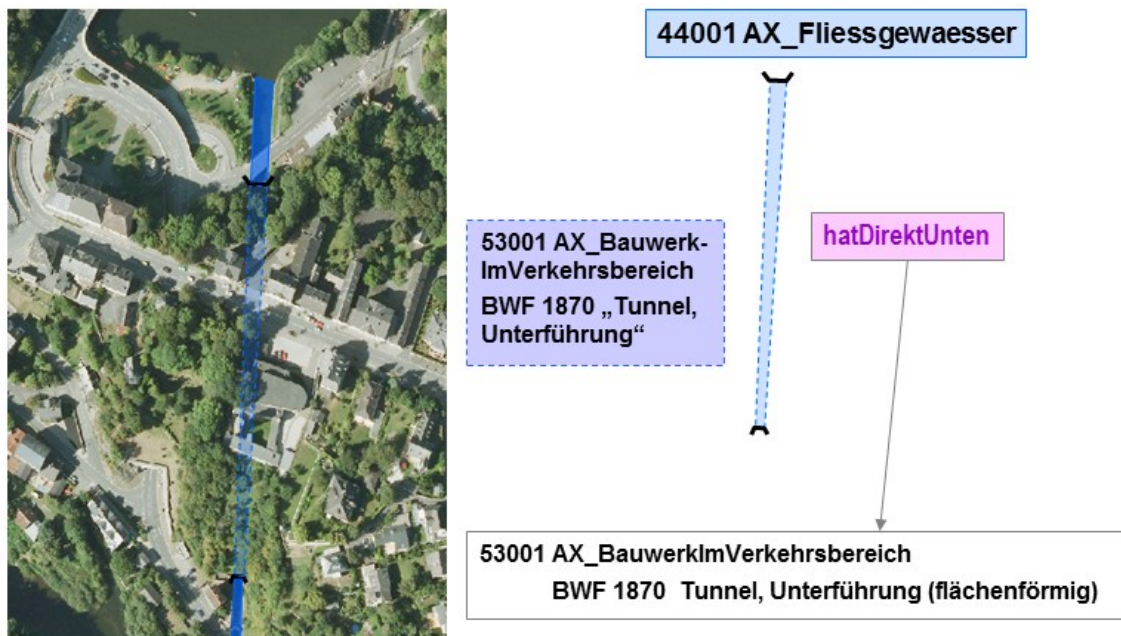 44001 AX_Fliessgewaesser
53001 AX_Bauwerk-
ImVerkehrsbereich
BWF 1870 „Tunnel,
Unterführung“
hatDirektUnten
53001 AX_BauwerkImVerkehrsbereich
BWF 1870 Tunnel, Unterführung (flächenförmig)